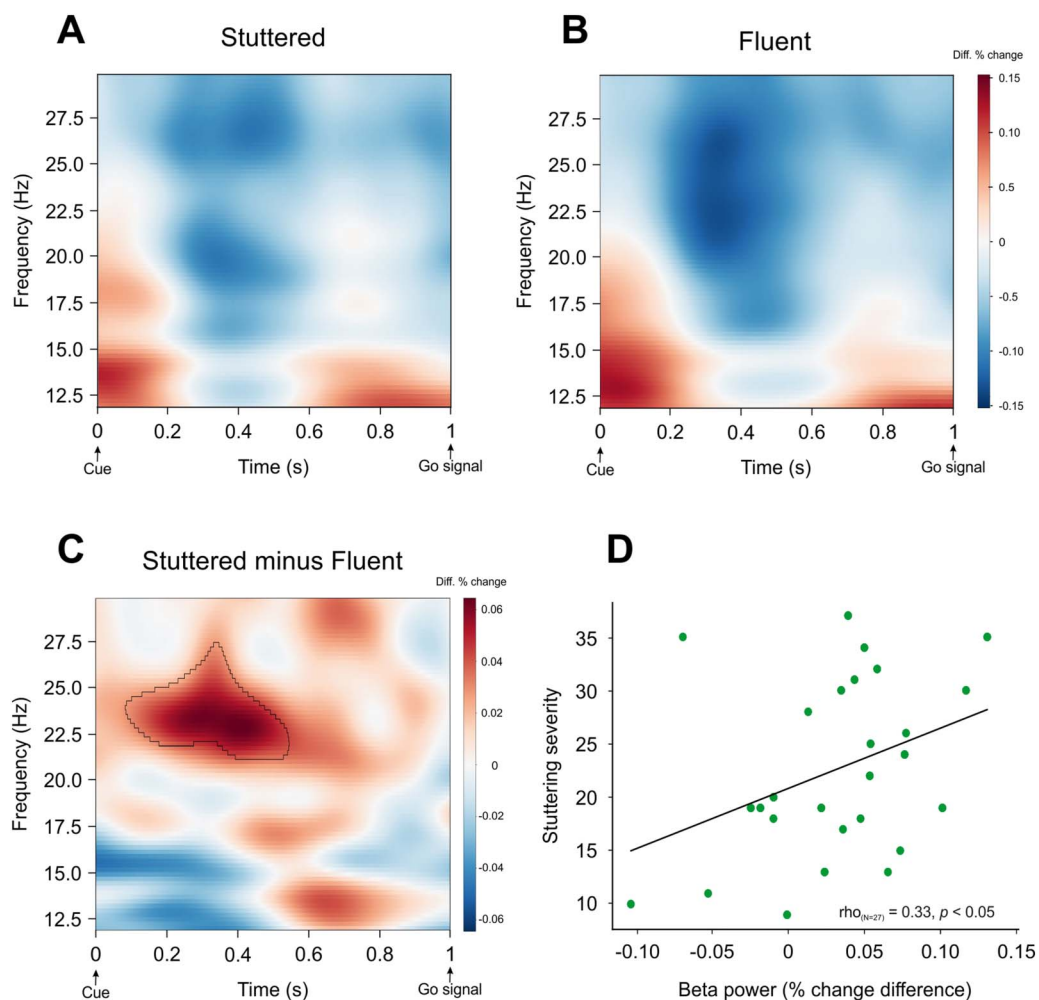 A
Stuttered
Frequency (Hz)
27.5
25.0
22.5
20.0
17.5
15.0
12.5
0 0.2 0.4 0.6 0.8 1
Cue Time (s) Go signal
B
Fluent
Diff. % change
Frequency (Hz)
27.5
25.0
22.5
20.0
17.5
15.0
12.5
0 0.2 0.4 0.6 0.8 1
Cue Time (s) Go signal
0.15
0.10
0.5
0
-0.5
-0.10
-0.15
C
Stuttered minus Fluent
Diff. % change
Frequency (Hz)
27.5
25.0
22.5
20.0
17.5
15.0
12.5
0 0.2 0.4 0.6 0.8 1
Cue Time (s) Go signal
0.06
0.04
0.02
0
-0.02
-0.04
-0.06
D
Stuttering severity
35
30
25
20
15
10
rho(N=27) = 0.33, p < 0.05
-0.10 -0.05 0 0.05 0.10 0.15
Beta power (% change difference)